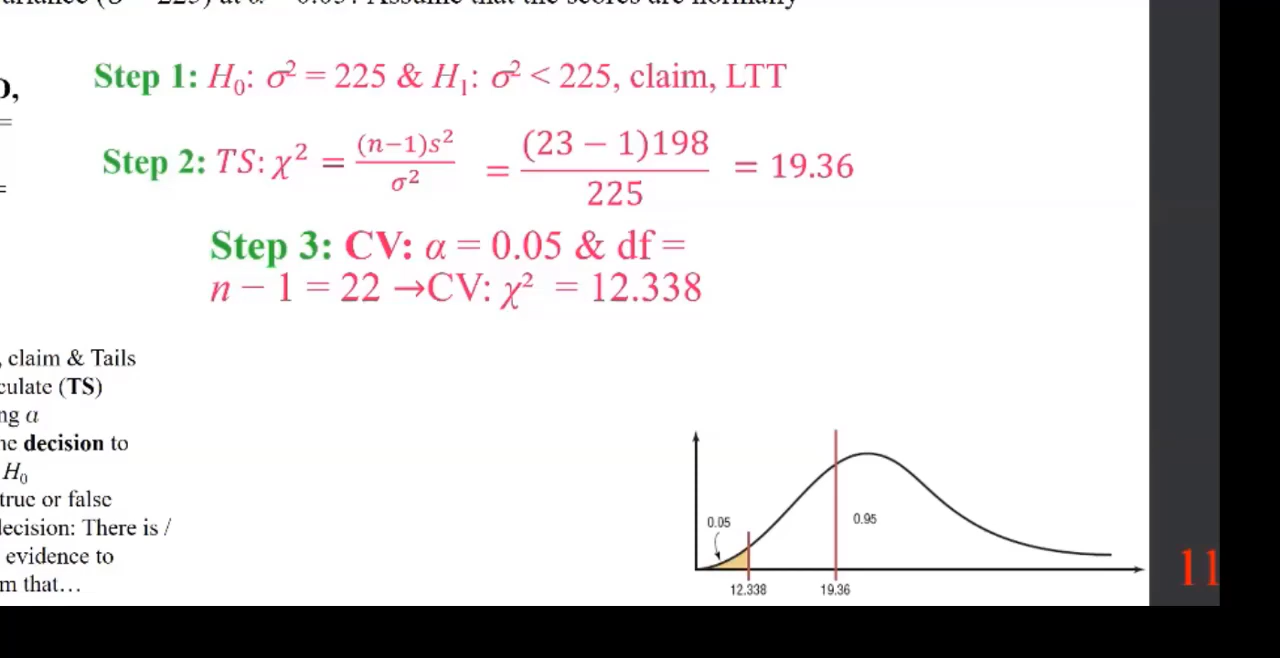 Step 1: H₀: σ² = 225 & H₁: σ² < 225, claim, LTT
Step 2: TS: χ² = (n−1)s² / σ² = (23 − 1)198 / 225 = 19.36
Step 3: CV: α = 0.05 & df =
n − 1 = 22 →CV: χ² = 12.338
, claim & Tails
(TS)
α
decision to
H₀
true or false
decision: There is /
evidence to
that…
0.05
0.95
12.338
19.36
11